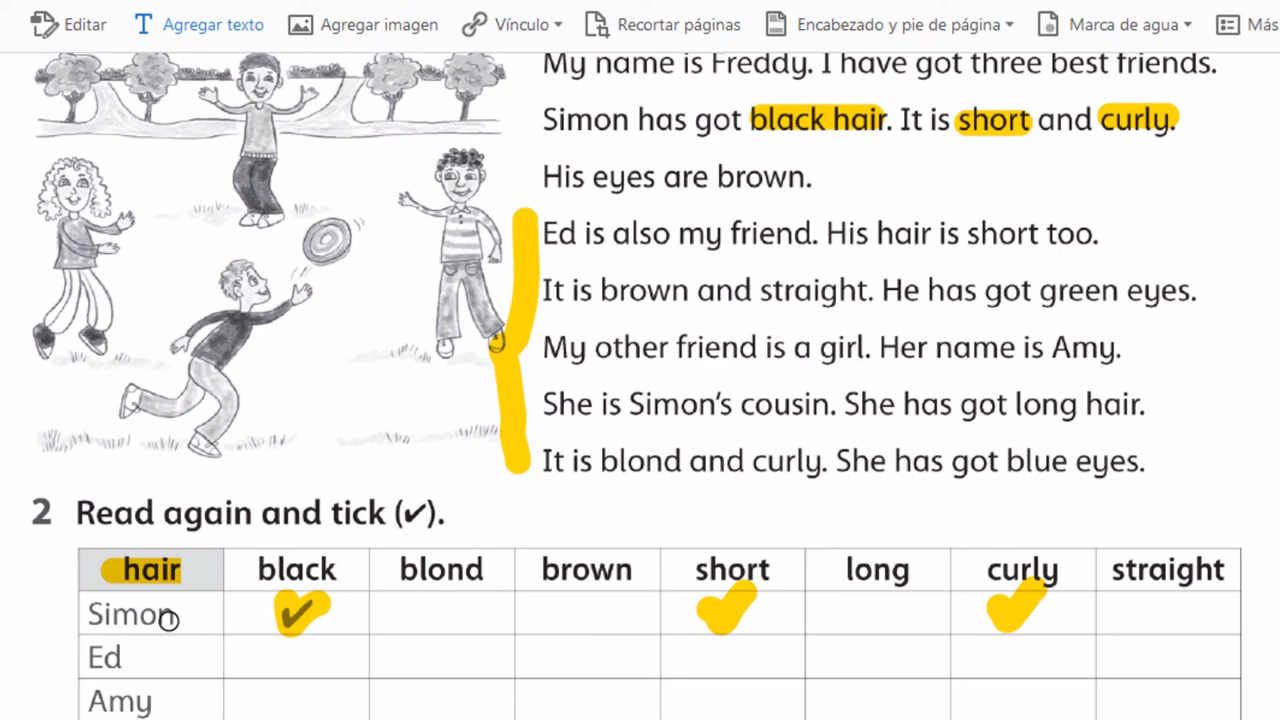 Editar Agregar texto Agregar imagen Vínculo Recortar páginas Encabezado y pie de página Marca de agua Más
My name is Freddy. I have got three best friends.
Simon has got black hair. It is short and curly.
His eyes are brown.
Ed is also my friend. His hair is short too.
It is brown and straight. He has got green eyes.
My other friend is a girl. Her name is Amy.
She is Simon's cousin. She has got long hair.
It is blond and curly. She has got blue eyes.
2 Read again and tick (✔).
hair black blond brown short long curly straight
Simon ✔
Ed
Amy